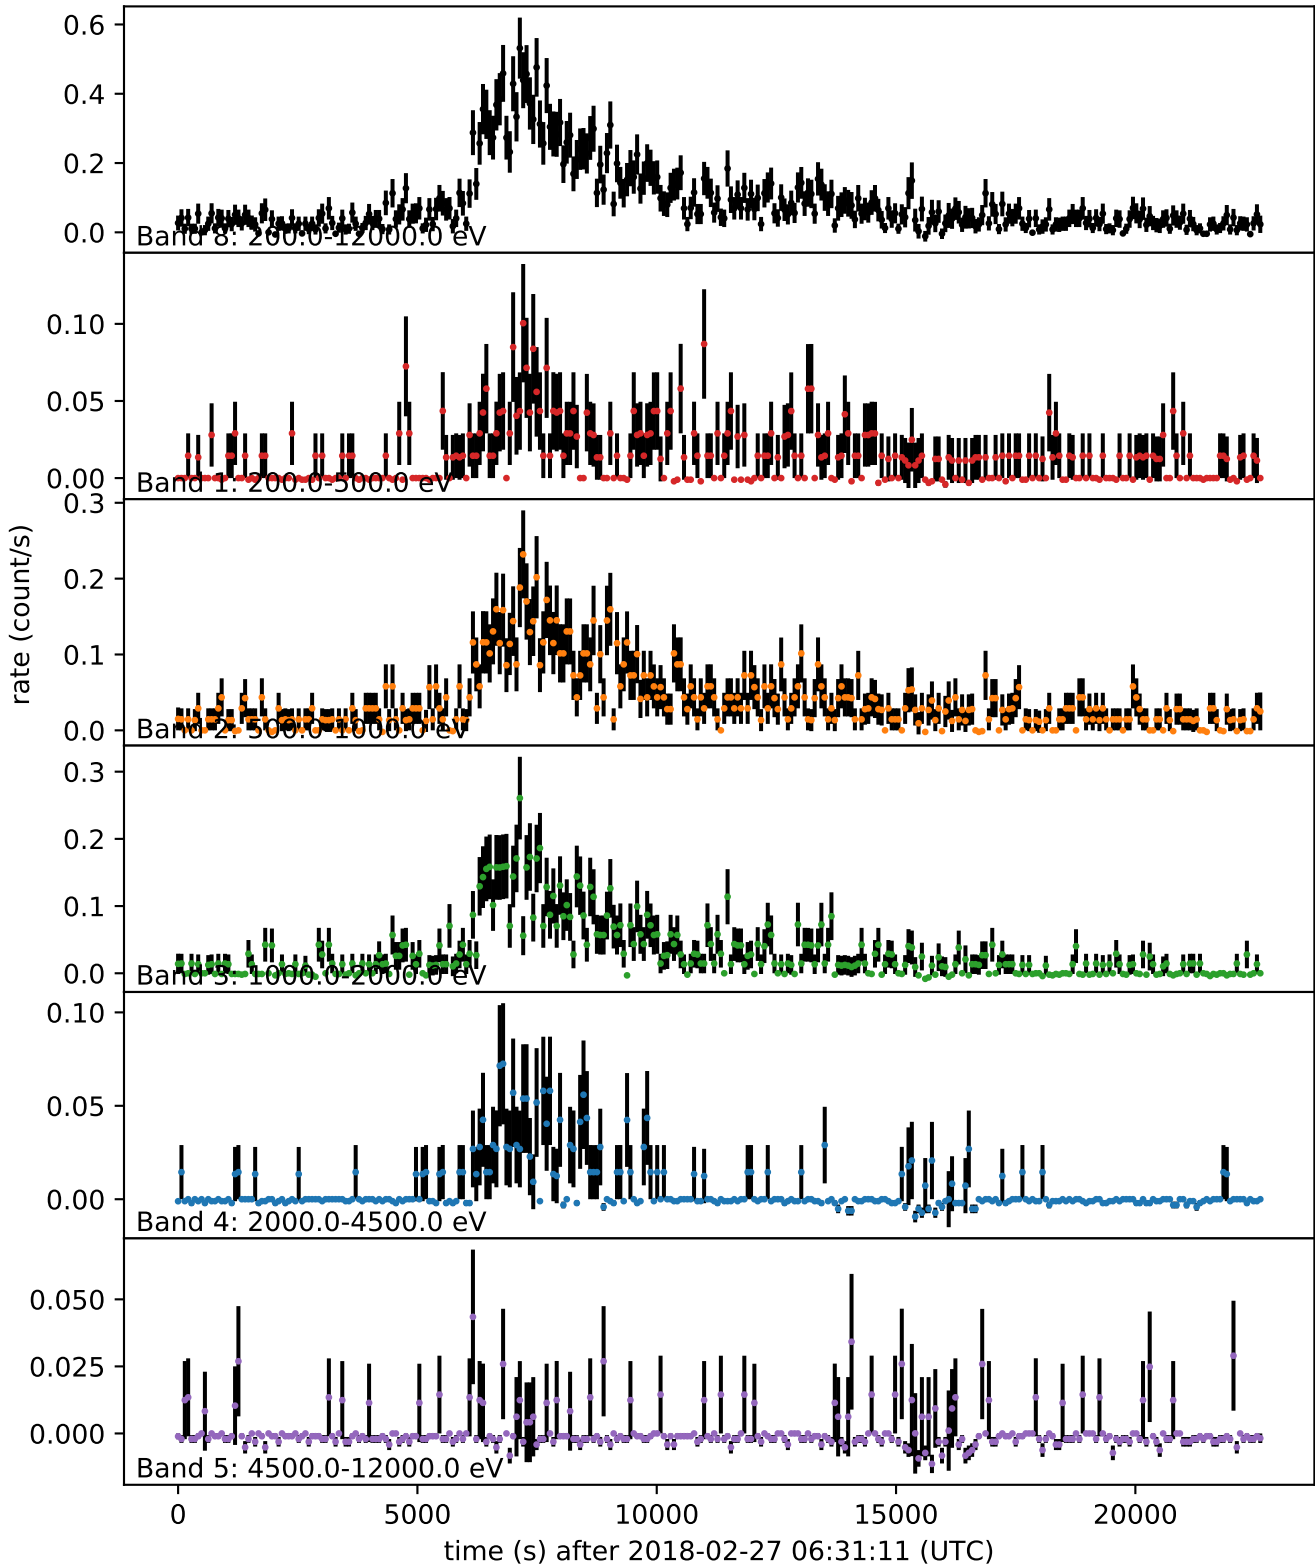 0.6
0.4
0.2
0.0
Band 8: 200.0-12000.0 eV
0.10
0.05
0.00
Band 1: 200.0-500.0 eV
0.3
0.2
0.1
0.0
Band 2: 500.0-1000.0 eV
rate (count/s)
0.3
0.2
0.1
0.0
Band 3: 1000.0-2000.0 eV
0.10
0.05
0.00
Band 4: 2000.0-4500.0 eV
0.050
0.025
0.000
Band 5: 4500.0-12000.0 eV
0 5000 10000 15000 20000
time (s) after 2018-02-27 06:31:11 (UTC)